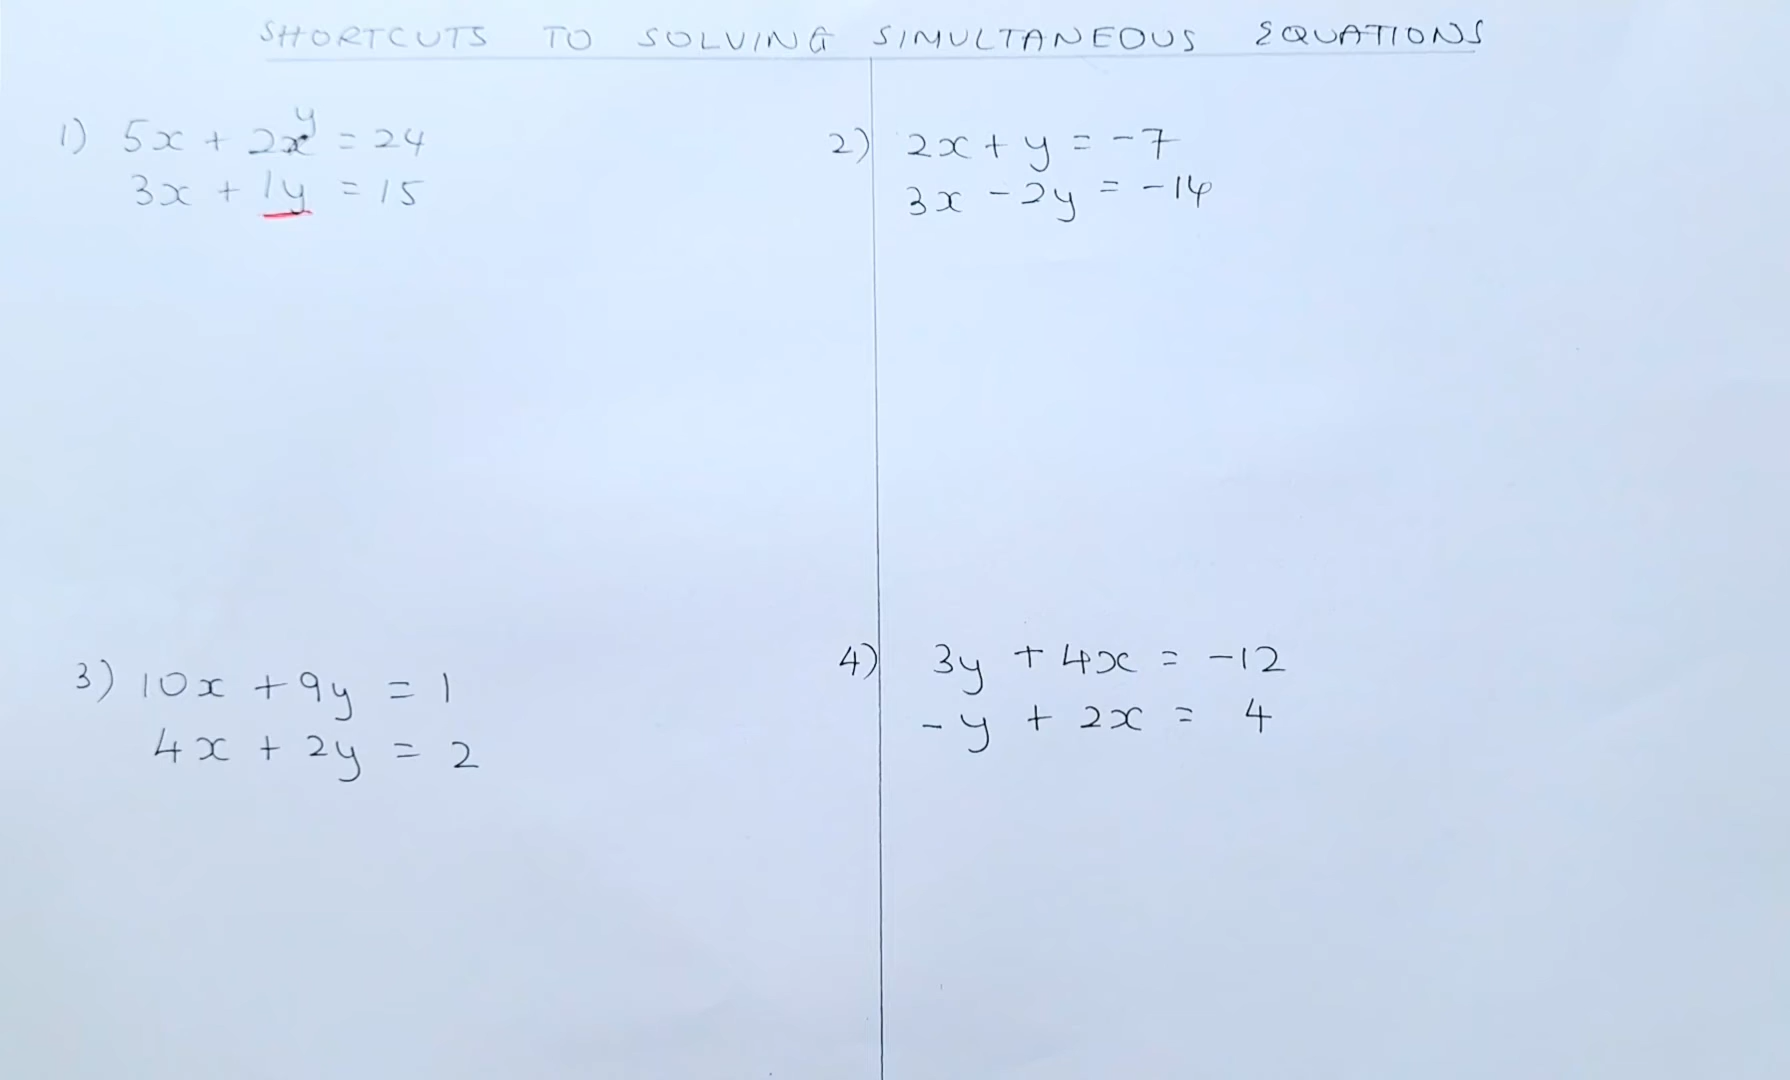 SHORTCUTS TO SOLVING SIMULTANEOUS EQUATIONS
1) 5x + 2y = 24
3x + 1y = 15
2) 2x + y = -7
3x - 2y = -14
3) 10x + 9y = 1
4x + 2y = 2
4) 3y + 4x = -12
-y + 2x = 4